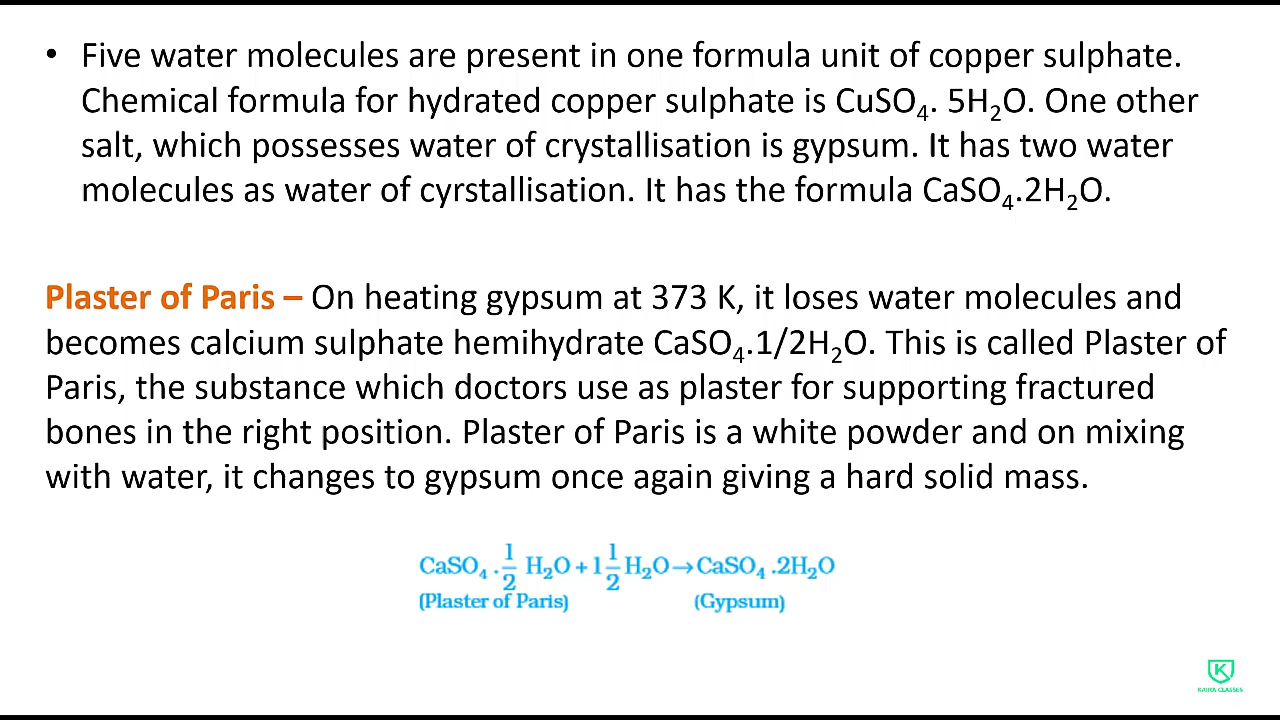 • Five water molecules are present in one formula unit of copper sulphate.
Chemical formula for hydrated copper sulphate is CuSO₄. 5H₂O. One other
salt, which possesses water of crystallisation is gypsum. It has two water
molecules as water of cyrstallisation. It has the formula CaSO₄.2H₂O.
Plaster of Paris – On heating gypsum at 373 K, it loses water molecules and
becomes calcium sulphate hemihydrate CaSO₄.1/2H₂O. This is called Plaster of
Paris, the substance which doctors use as plaster for supporting fractured
bones in the right position. Plaster of Paris is a white powder and on mixing
with water, it changes to gypsum once again giving a hard solid mass.
CaSO₄ . 1/2 H₂O + 1 1/2 H₂O → CaSO₄ .2H₂O
(Plaster of Paris) (Gypsum)
K
KAIRA CLASSES